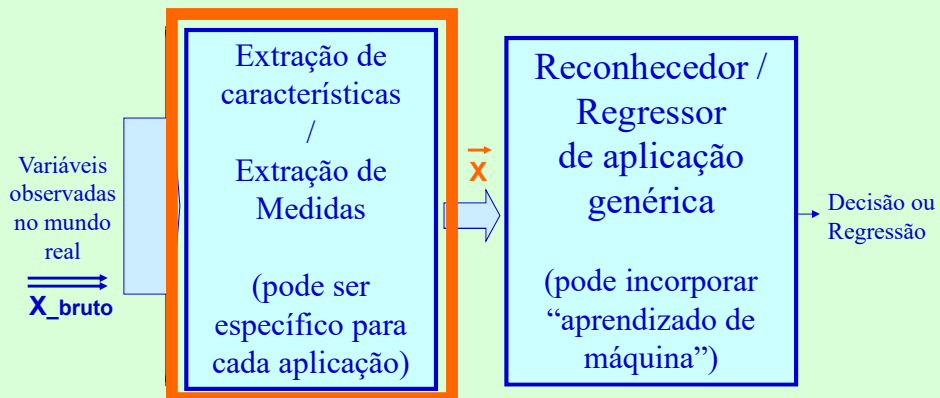 Variáveis
observadas
no mundo
real
X_bruto
Extração de
características
/
Extração de
Medidas
(pode ser
específico para
cada aplicação)
X
Reconhecedor /
Regressor
de aplicação
genérica
(pode incorporar
“aprendizado de
máquina”)
Decisão ou
Regressão